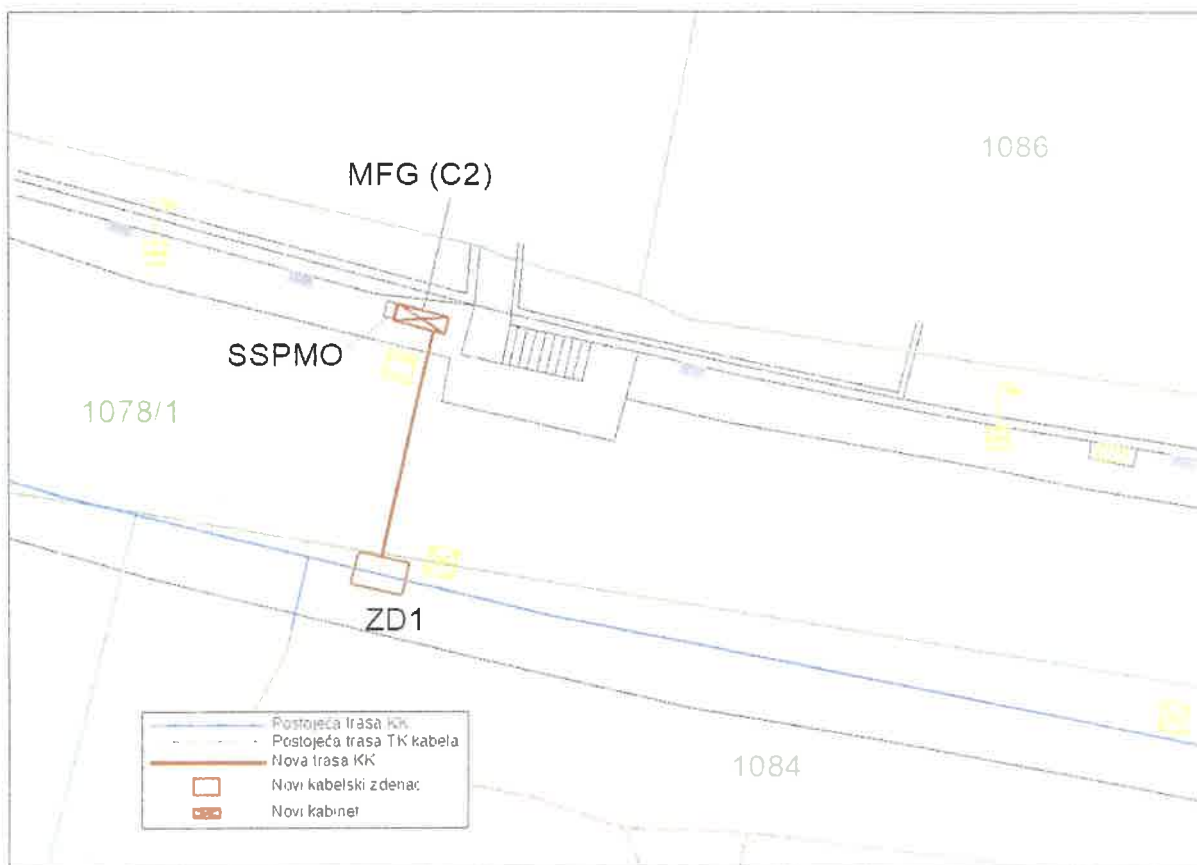 1086
MFG (C2)
SSPMO
1078/1
ZD1
Postojeća trasa KK
Postojeća trasa TK kabela
Nova trasa KK
Novi kabelski zdenac
Novi kabinet
1084